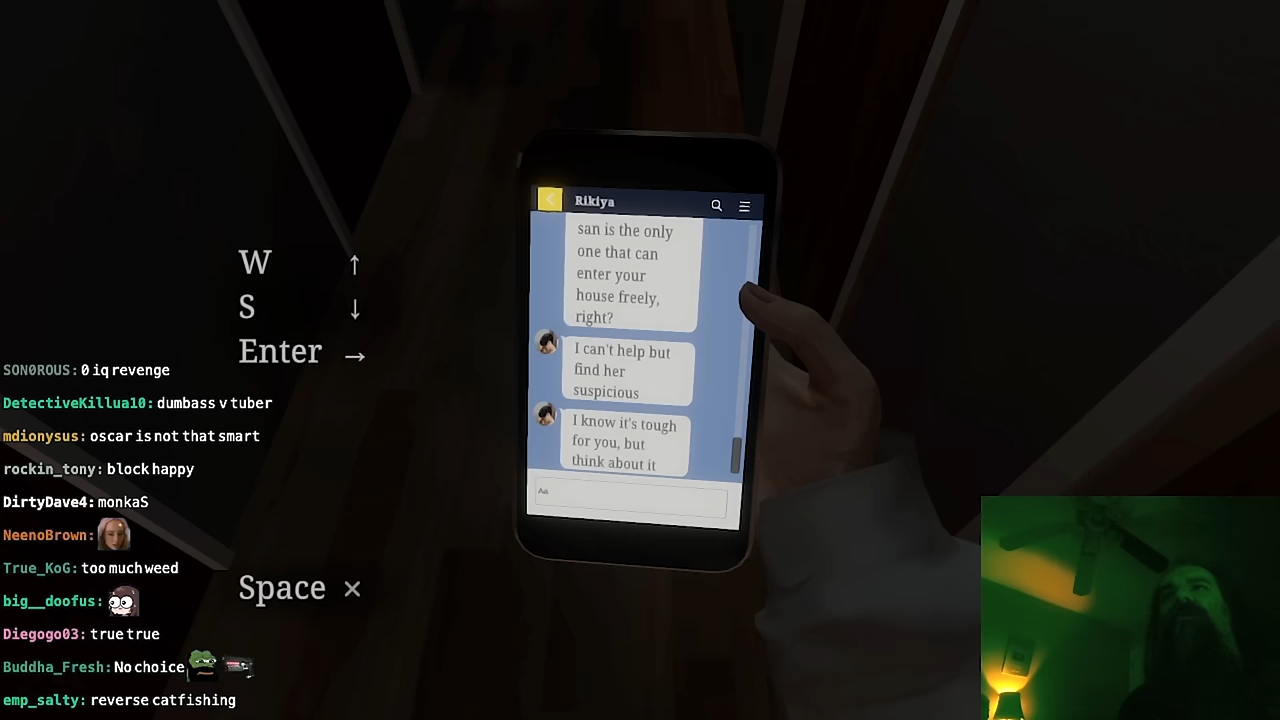 Rikiya
san is the only
one that can
enter your
house freely,
right?
I can't help but
find her
suspicious
I know it's tough
for you, but
think about it
Aa
W ↑
S ↓
Enter →
Space ×
SON0ROUS: 0 iq revenge
DetectiveKillua10: dumbass v tuber
mdionysus: oscar is not that smart
rockin_tony: block happy
DirtyDave4: monkaS
NeenoBrown:
True_KoG: too much weed
big__doofus:
Diegogo03: true true
Buddha_Fresh: No choice
emp_salty: reverse catfishing